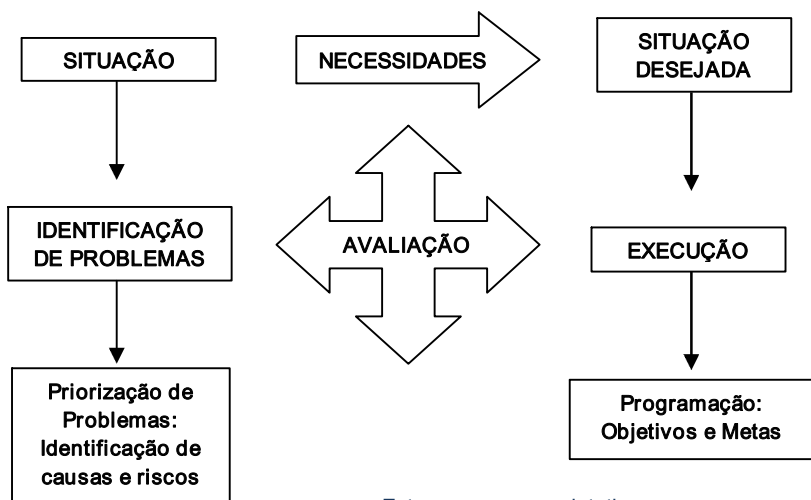 SITUAÇÃO
NECESSIDADES
SITUAÇÃO
DESEJADA
IDENTIFICAÇÃO
DE PROBLEMAS
AVALIAÇÃO
EXECUÇÃO
Priorização de
Problemas:
Identificação de
causas e riscos
Programação:
Objetivos e Metas